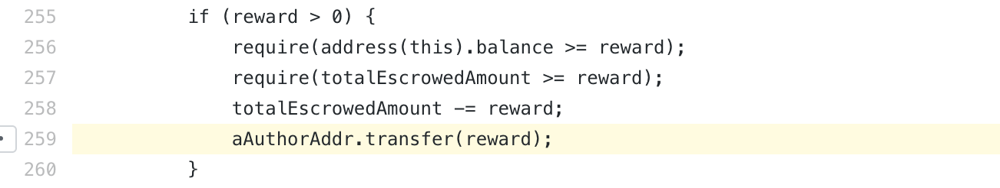 255 if (reward > 0) {
256 require(address(this).balance >= reward);
257 require(totalEscrowedAmount >= reward);
258 totalEscrowedAmount -= reward;
259 aAuthorAddr.transfer(reward);
260 }